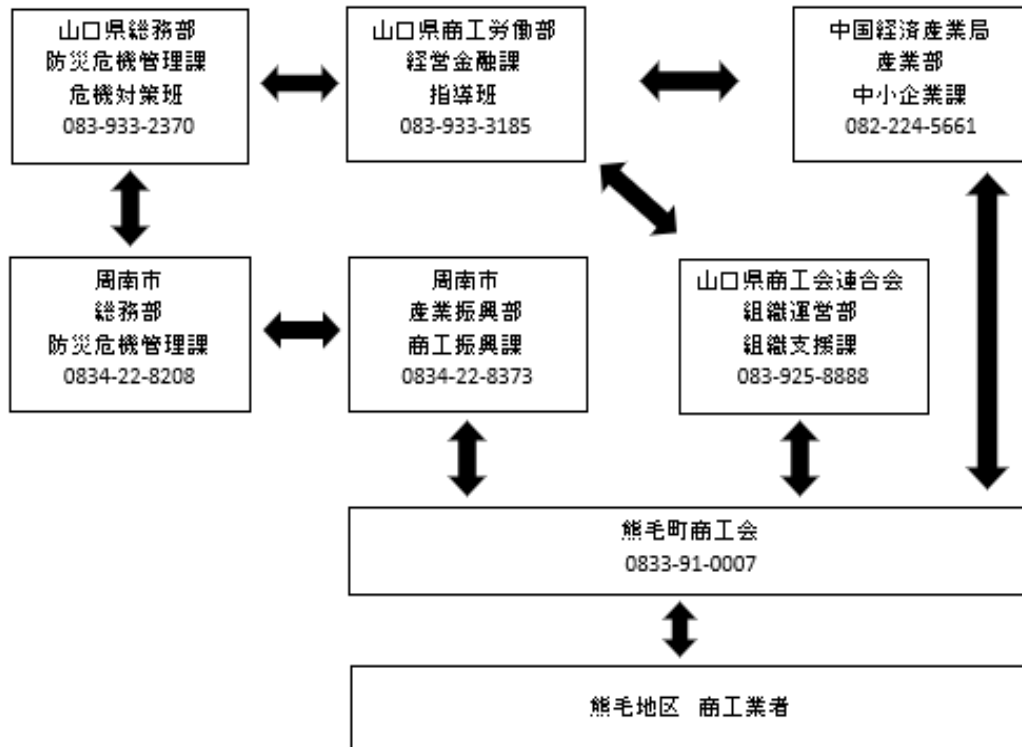 山口県総務部
防災危機管理課
危機対策班
083-933-2370
山口県商工労働部
経営金融課
指導班
083-933-3185
中国経済産業局
産業部
中小企業課
082-224-5661
周南市
総務部
防災危機管理課
0834-22-8208
周南市
産業振興部
商工振興課
0834-22-8373
山口県商工会連合会
組織運営部
組織支援課
083-925-8888
熊毛町商工会
0833-91-0007
熊毛地区 商工業者